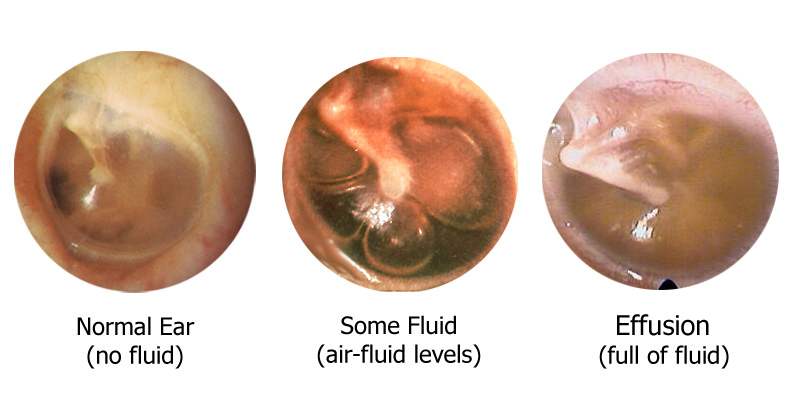 Normal Ear
(no fluid)
Some Fluid
(air-fluid levels)
Effusion
(full of fluid)